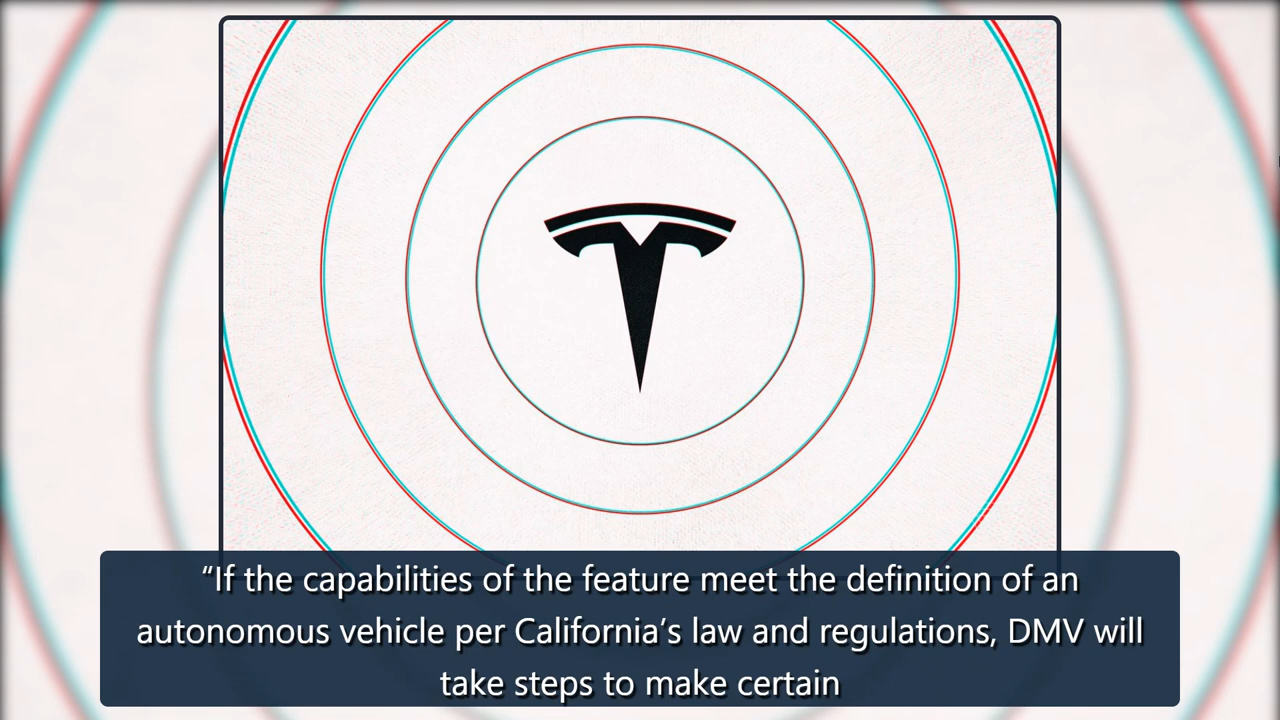 “If the capabilities of the feature meet the definition of an
autonomous vehicle per California’s law and regulations, DMV will
take steps to make certain